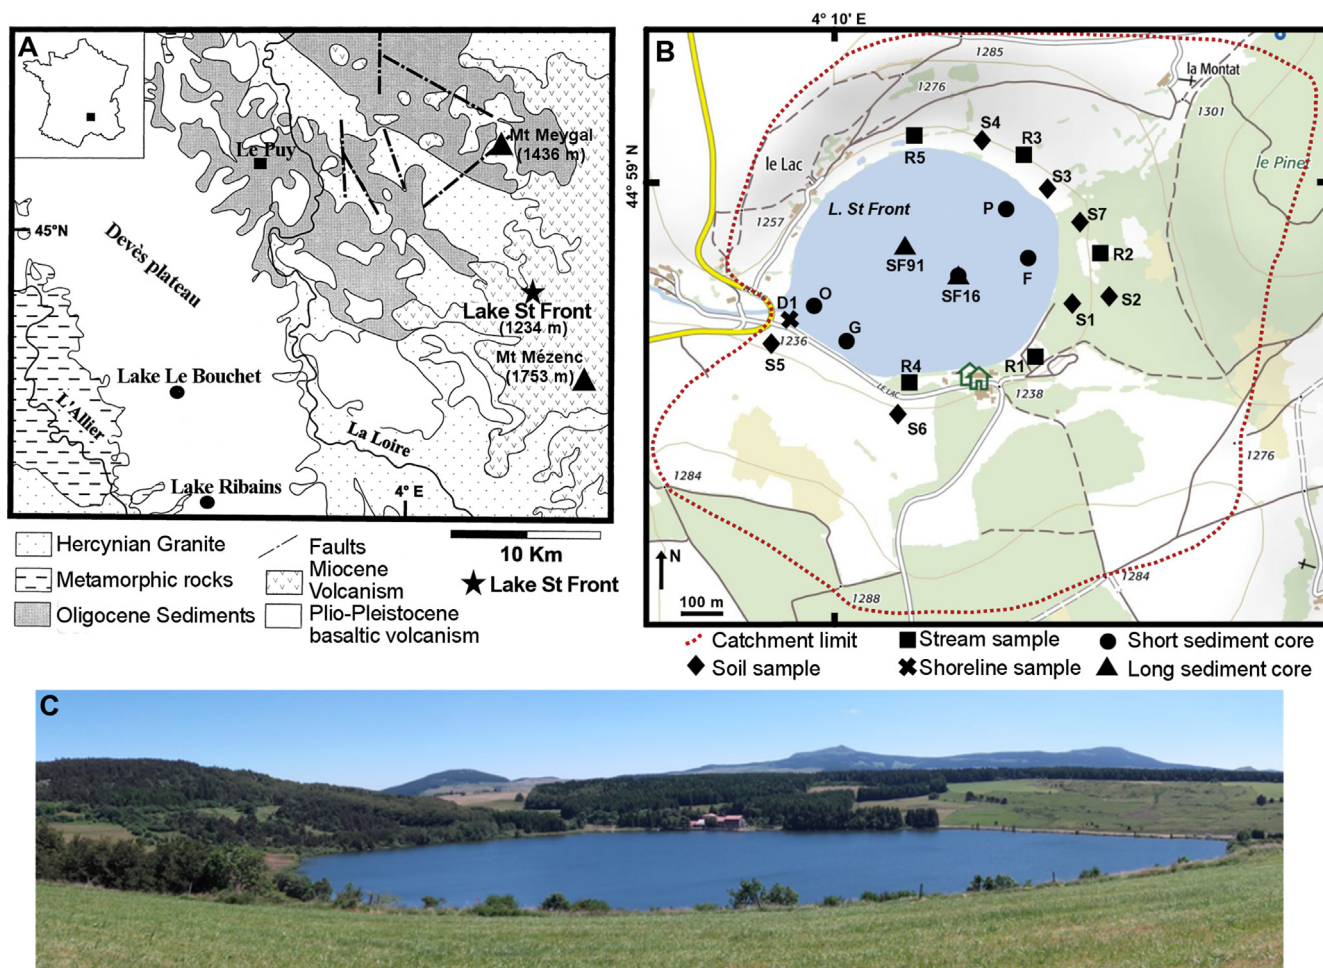 A
Mt Meygal
(1436 m)
Le Puy
45°N
Devès plateau
Lake St Front
(1234 m)
Mt Mézenc
(1753 m)
Lake Le Bouchet
L'Allier
La Loire
Lake Ribains
4° E
Hercynian Granite
Metamorphic rocks
Oligocene Sediments
Faults
Miocene
Volcanism
Plio-Pleistocene
basaltic volcanism
10 Km
Lake St Front
4° 10' E
44° 59' N
B
1285
1276
la Montat
1301
S4
R3
R5
le Lac
S3
le Pinet
L. St Front
P
S7
1257
SF91
R2
F
SF16
S2
D1
O
S1
G
1236
S5
R4
R1
LE LAC
1238
S6
1276
1284
N
1284
1288
100 m
Catchment limit
Stream sample
Short sediment core
Soil sample
Shoreline sample
Long sediment core
C